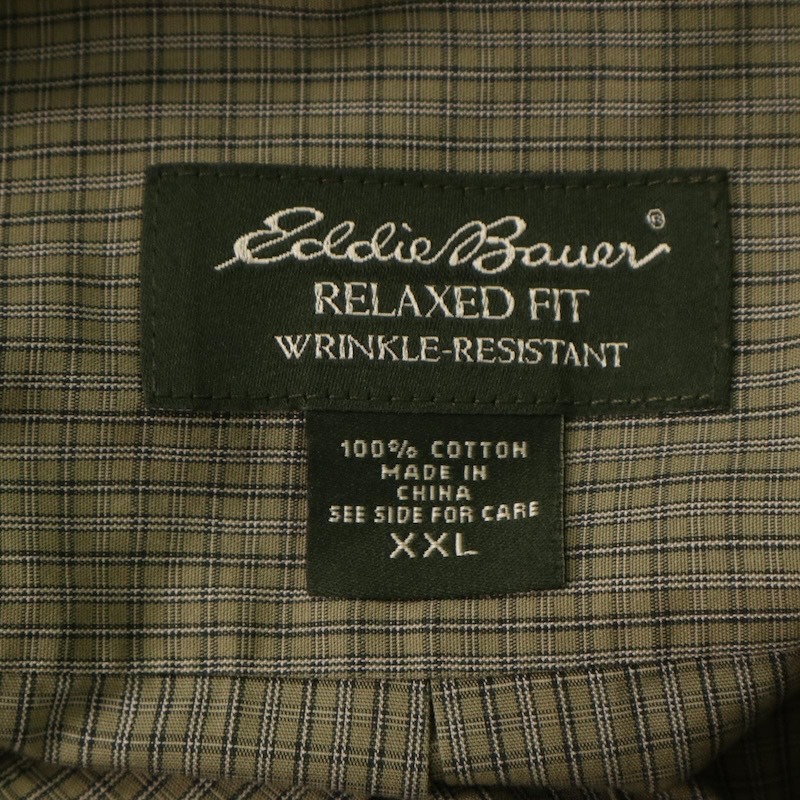 Eddie Bauer®
RELAXED FIT
WRINKLE-RESISTANT
100% COTTON
MADE IN
CHINA
SEE SIDE FOR CARE
XXL